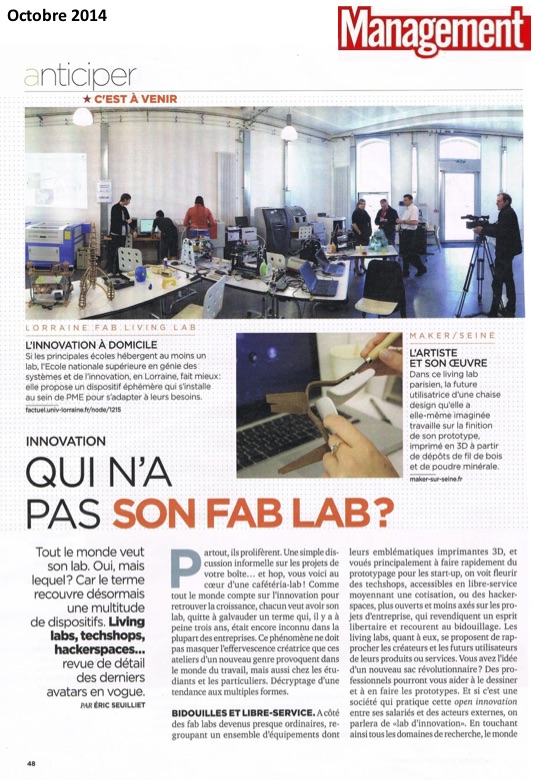 Octobre 2014
Management
anticiper
★ C'EST À VENIR
LORRAINE FAB LIVING LAB
L'INNOVATION À DOMICILE
Si les principales écoles hébergent au moins un
lab, l'Ecole nationale supérieure en génie des
systèmes et de l'innovation, en Lorraine, fait mieux:
elle propose un dispositif éphémère qui s'installe
au sein de PME pour s'adapter à leurs besoins.
factuel.univ-lorraine.fr/node/1215
MAKER/SEINE
L'ARTISTE
ET SON ŒUVRE
Dans ce living lab
parisien, la future
utilisatrice d'une chaise
design qu'elle a
elle-même imaginée
travaille sur la finition
de son prototype,
imprimé en 3D à partir
de dépôts de fil de bois
et de poudre minérale.
maker-sur-seine.fr
INNOVATION
QUI N'A
PAS SON FAB LAB?
Tout le monde veut
son lab. Oui, mais
lequel? Car le terme
recouvre désormais
une multitude
de dispositifs. Living
labs, techshops,
hackerspaces...
revue de détail
des derniers
avatars en vogue.
PAR ÉRIC SEUILLIET
Partout, ils prolifèrent. Une simple dis-
cussion informelle sur les projets de
votre boîte... et hop, vous voici au
cœur d'une cafétéria-lab! Comme
tout le monde compte sur l'innovation pour
retrouver la croissance, chacun veut avoir son
lab, quitte à galvauder un terme qui, il y a à
peine trois ans, était encore inconnu dans la
plupart des entreprises. Ce phénomène ne doit
pas masquer l'effervescence créatrice que ces
ateliers d'un nouveau genre provoquent dans
le monde du travail, mais aussi chez les étu-
diants et les particuliers. Décryptage d'une
tendance aux multiples formes.
BIDOUILLES ET LIBRE-SERVICE. A côté
des fab labs devenus presque ordinaires, re-
groupant un ensemble d'équipements dont
leurs emblématiques imprimantes 3D, et
voués principalement à faire rapidement du
prototypage pour les start-up, on voit fleurir
des techshops, accessibles en libre-service
moyennant une cotisation, ou des hacker-
spaces, plus ouverts et moins axés sur les pro-
jets d'entreprise, qui revendiquent un esprit
libertaire et recourent au bidouillage. Les
living labs, quant à eux, se proposent de rap-
procher les créateurs et les futurs utilisateurs
de leurs produits ou services. Vous avez l'idée
d'un nouveau sac révolutionnaire? Des pro-
fessionnels pourront vous aider à le dessiner
et à en faire les prototypes. Et si c'est une
société qui pratique cette open innovation
entre ses salariés et des acteurs externes, on
parlera de «lab d'innovation». En touchant
ainsi tous les domaines de recherche, le monde
48